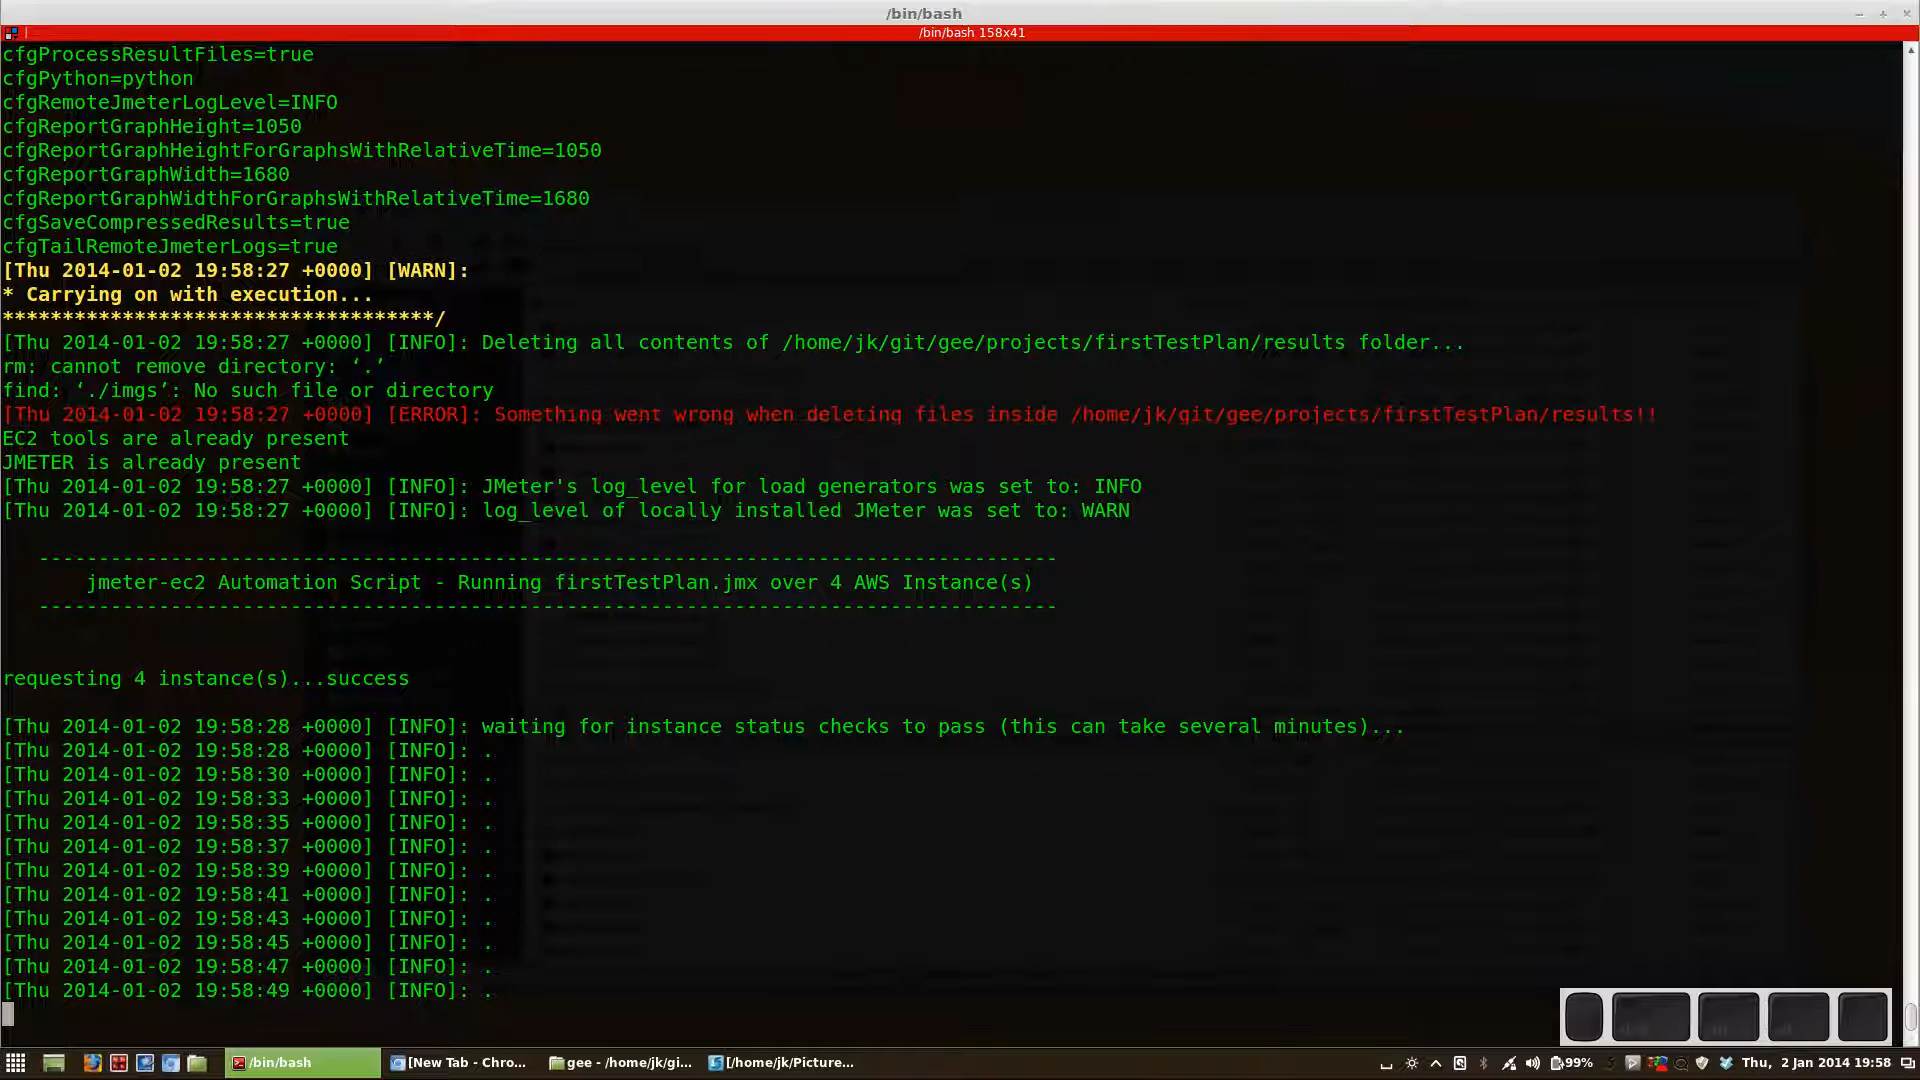 /bin/bash
/bin/bash 158x41
cfgProcessResultFiles=true
cfgPython=python
cfgRemoteJmeterLogLevel=INFO
cfgReportGraphHeight=1050
cfgReportGraphHeightForGraphsWithRelativeTime=1050
cfgReportGraphWidth=1680
cfgReportGraphWidthForGraphsWithRelativeTime=1680
cfgSaveCompressedResults=true
cfgTailRemoteJmeterLogs=true
[Thu 2014-01-02 19:58:27 +0000] [WARN]:
* Carrying on with execution...
************************************/
[Thu 2014-01-02 19:58:27 +0000] [INFO]: Deleting all contents of /home/jk/git/gee/projects/firstTestPlan/results folder...
rm: cannot remove directory: ‘.’
find: ‘./imgs’: No such file or directory
[Thu 2014-01-02 19:58:27 +0000] [ERROR]: Something went wrong when deleting files inside /home/jk/git/gee/projects/firstTestPlan/results!!
EC2 tools are already present
JMETER is already present
[Thu 2014-01-02 19:58:27 +0000] [INFO]: JMeter's log_level for load generators was set to: INFO
[Thu 2014-01-02 19:58:27 +0000] [INFO]: log_level of locally installed JMeter was set to: WARN
-------------------------------------------------------------------------------------
jmeter-ec2 Automation Script - Running firstTestPlan.jmx over 4 AWS Instance(s)
-------------------------------------------------------------------------------------
requesting 4 instance(s)...success
[Thu 2014-01-02 19:58:28 +0000] [INFO]: waiting for instance status checks to pass (this can take several minutes)...
[Thu 2014-01-02 19:58:28 +0000] [INFO]: .
[Thu 2014-01-02 19:58:30 +0000] [INFO]: .
[Thu 2014-01-02 19:58:33 +0000] [INFO]: .
[Thu 2014-01-02 19:58:35 +0000] [INFO]: .
[Thu 2014-01-02 19:58:37 +0000] [INFO]: .
[Thu 2014-01-02 19:58:39 +0000] [INFO]: .
[Thu 2014-01-02 19:58:41 +0000] [INFO]: .
[Thu 2014-01-02 19:58:43 +0000] [INFO]: .
[Thu 2014-01-02 19:58:45 +0000] [INFO]: .
[Thu 2014-01-02 19:58:47 +0000] [INFO]: .
[Thu 2014-01-02 19:58:49 +0000] [INFO]: .
/bin/bash [New Tab - Chro... gee - /home/jk/gi... [/home/jk/Picture... 99% Thu, 2 Jan 2014 19:58